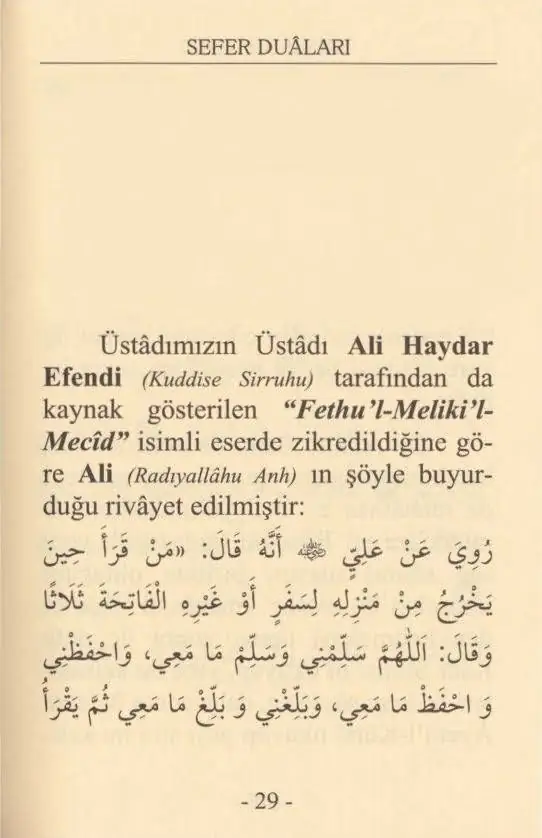 SEFER DUÂLARI
Üstâdımızın Üstâdı Ali Haydar
Efendi (Kuddise Sirruhu) tarafından da
kaynak gösterilen “Fethu’l-Meliki’l-
Mecîd” isimli eserde zikredildiğine gö-
re Ali (Radıyallâhu Anh) ın şöyle buyur-
duğu rivâyet edilmiştir:
رُوِيَ عَنْ عَلِيٍّ ﷺ أَنَّهُ قَالَ: «مَنْ قَرَأَ حِينَ
يَخْرُجُ مِنْ مَنْزِلِهِ لِسَفَرٍ أَوْ غَيْرِهِ الْفَاتِحَةَ ثَلَاثًا
وَقَالَ: اَللّٰهُمَّ سَلِّمْنِي وَسَلِّمْ مَا مَعِي، وَاحْفَظْنِي
وَ احْفَظْ مَا مَعِي، وَبَلِّغْنِي وَ بَلِّغْ مَا مَعِي ثُمَّ يَقْرَأُ
- 29 -